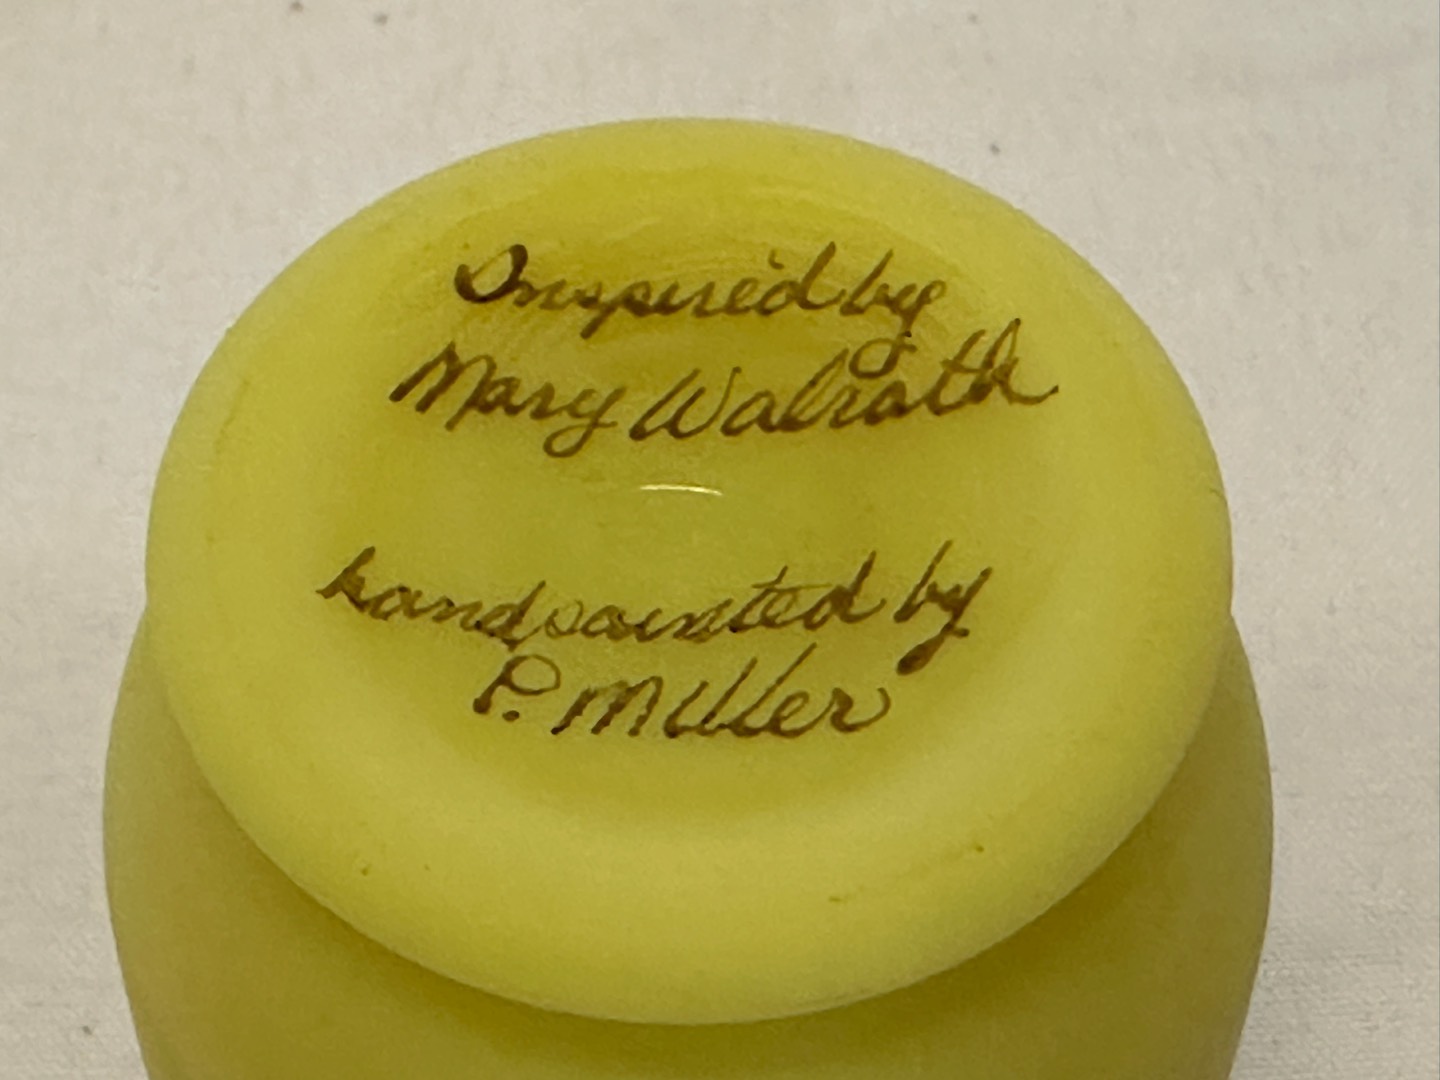 Inspired by
Mary Walrath
handpainted by
P. Miller